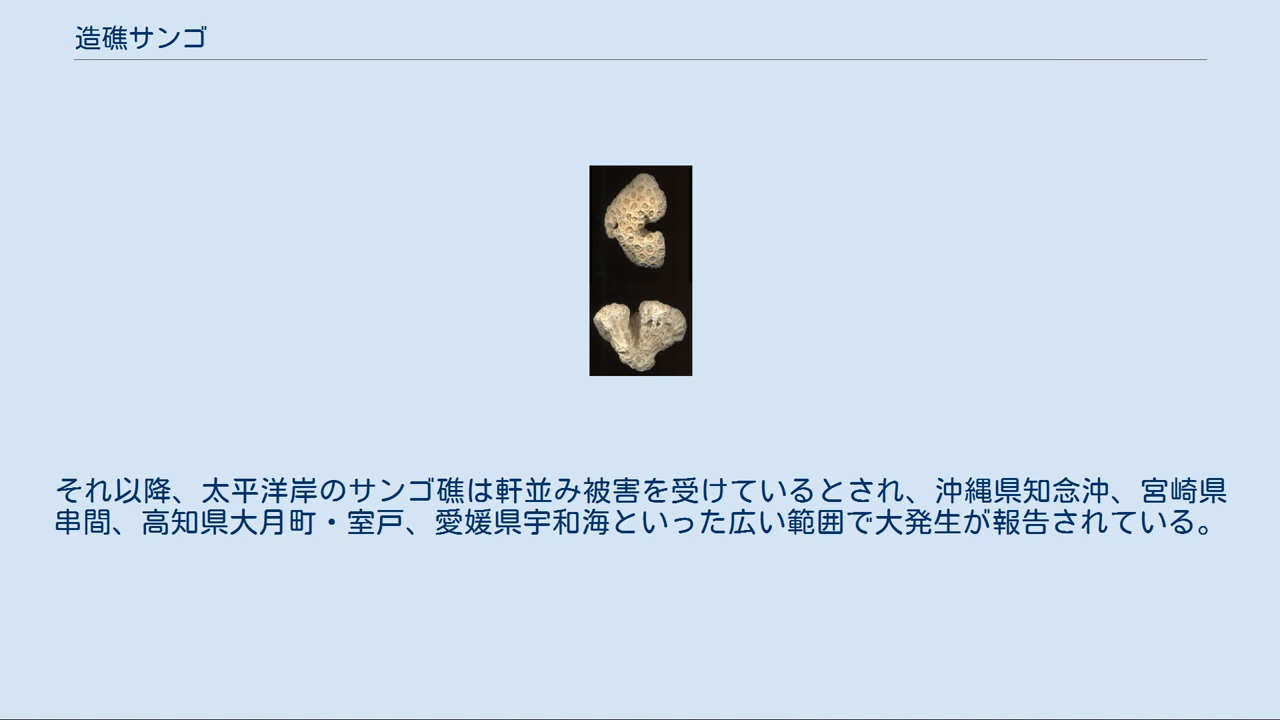 造礁サンゴ
それ以降、太平洋岸のサンゴ礁は軒並み被害を受けているとされ、沖縄県知念沖、宮崎県
串間、高知県大月町・室戸、愛媛県宇和海といった広い範囲で大発生が報告されている。